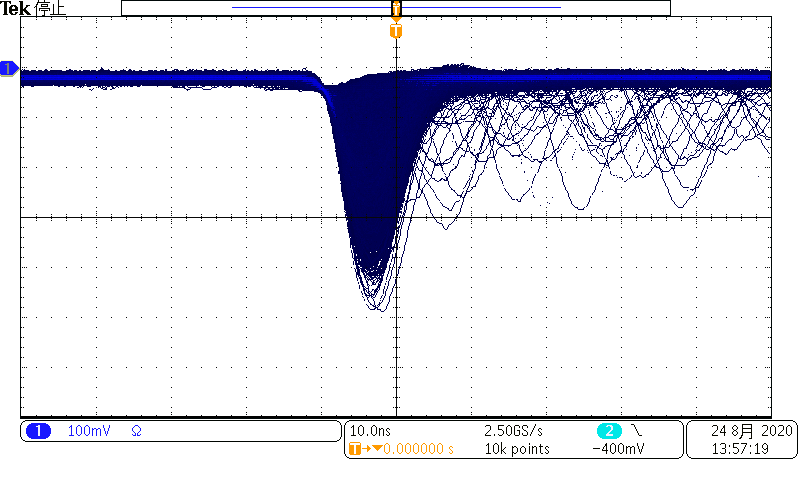 Tek 停止
T
T
1
1 100mV Ω
10.0ns 2.50GS/s 2
T→▼0.000000 s 10k points −400mV
24 8月 2020
13:57:19